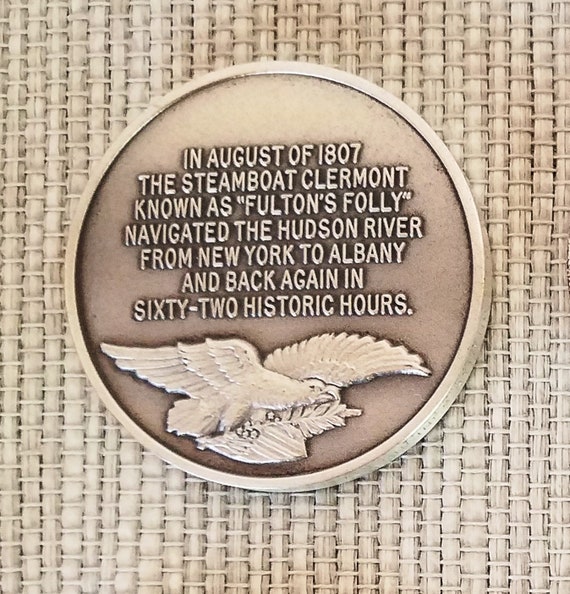 IN AUGUST OF 1807
THE STEAMBOAT CLERMONT
KNOWN AS "FULTON'S FOLLY"
NAVIGATED THE HUDSON RIVER
FROM NEW YORK TO ALBANY
AND BACK AGAIN IN
SIXTY-TWO HISTORIC HOURS.